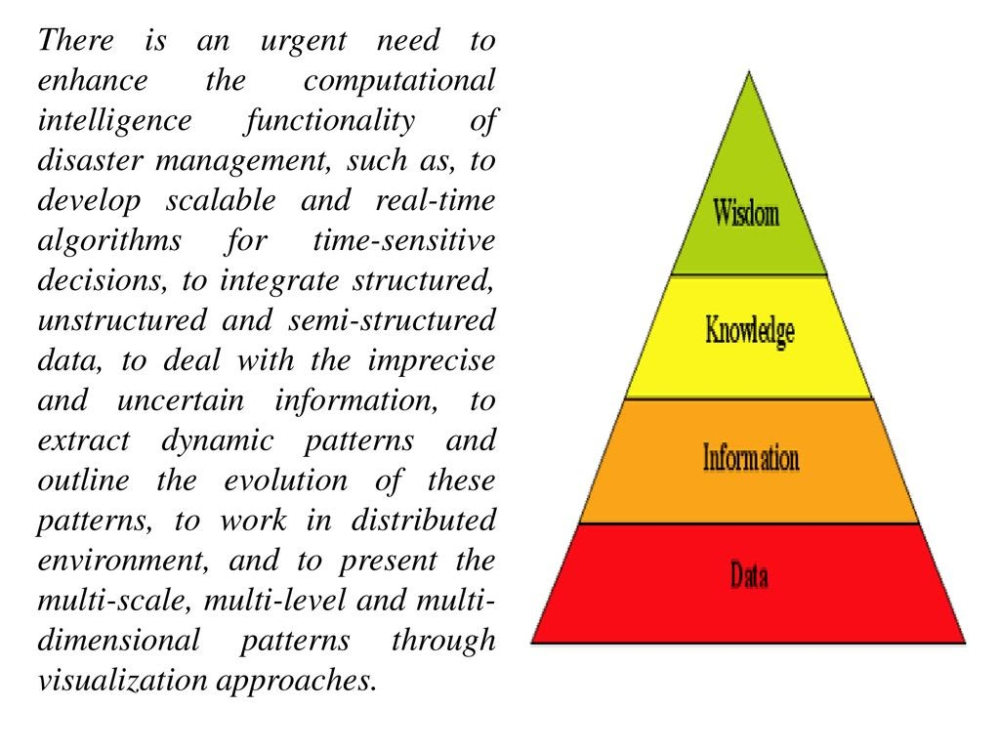 There is an urgent need to
enhance the computational
intelligence functionality of
disaster management, such as, to
develop scalable and real-time
algorithms for time-sensitive
decisions, to integrate structured,
unstructured and semi-structured
data, to deal with the imprecise
and uncertain information, to
extract dynamic patterns and
outline the evolution of these
patterns, to work in distributed
environment, and to present the
multi-scale, multi-level and multi-
dimensional patterns through
visualization approaches.
Wisdom
Knowledge
Information
Data